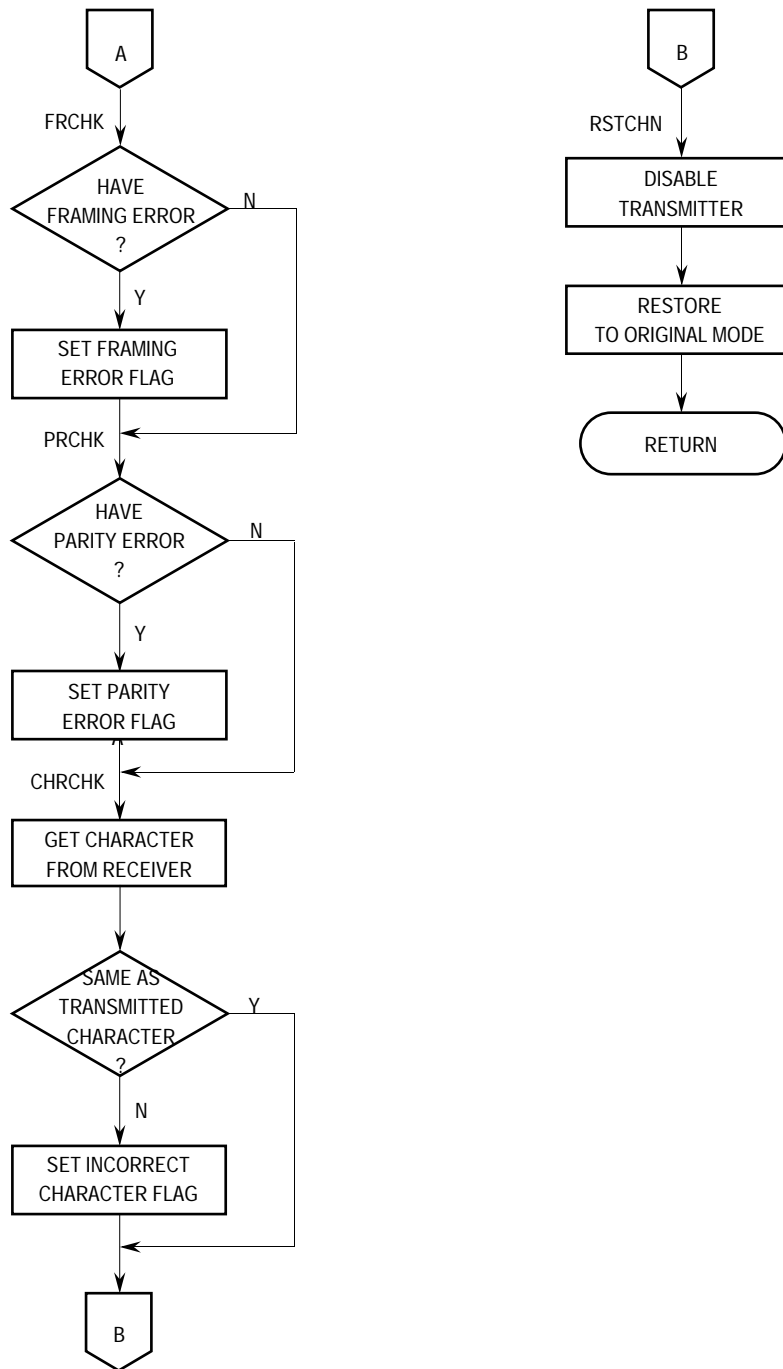 A
FRCHK
HAVE
FRAMING ERROR
?
N
Y
SET FRAMING
ERROR FLAG
PRCHK
HAVE
PARITY ERROR
?
N
Y
SET PARITY
ERROR FLAG
CHRCHK
GET CHARACTER
FROM RECEIVER
SAME AS
TRANSMITTED
CHARACTER
?
Y
N
SET INCORRECT
CHARACTER FLAG
B
B
RSTCHN
DISABLE
TRANSMITTER
RESTORE
TO ORIGINAL MODE
RETURN